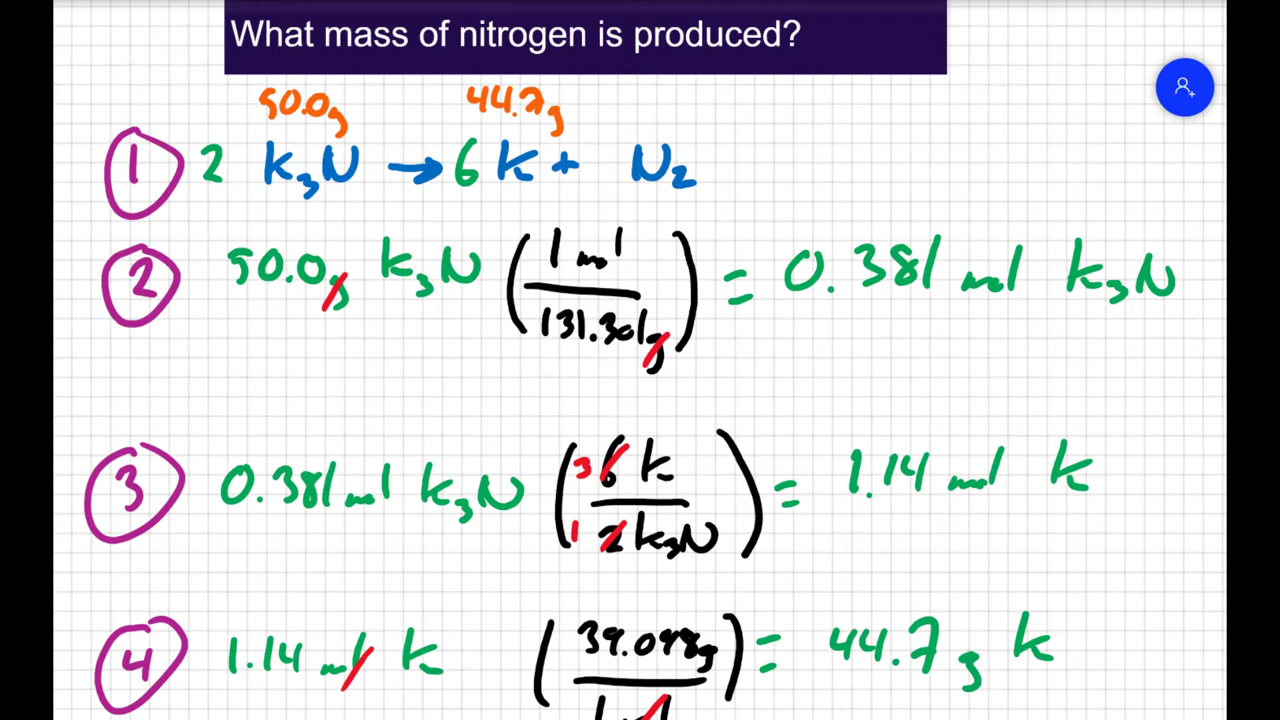 What mass of nitrogen is produced?
50.0g 44.7g
1 2 K3N → 6 K + N2
2 50.0g K3N (1 mol / 131.301g) = 0.381 mol K3N
3 0.381 mol K3N (3 6 K / 1 2 K3N) = 1.14 mol K
4 1.14 mol K (39.098g / 1 mol) = 44.7 g K